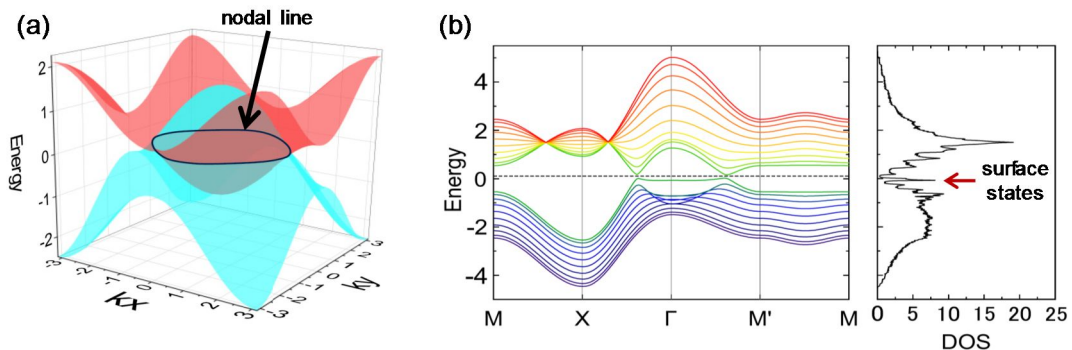 (a)
nodal line
2
1
0
-1
-2
Energy
-3
-2
-1
0
1
2
3
kx
-3
-2
-1
0
1
2
3
ky
(b)
4
2
0
-2
-4
Energy
M X Γ M' M
surface
states
0 5 10 15 20 25
DOS